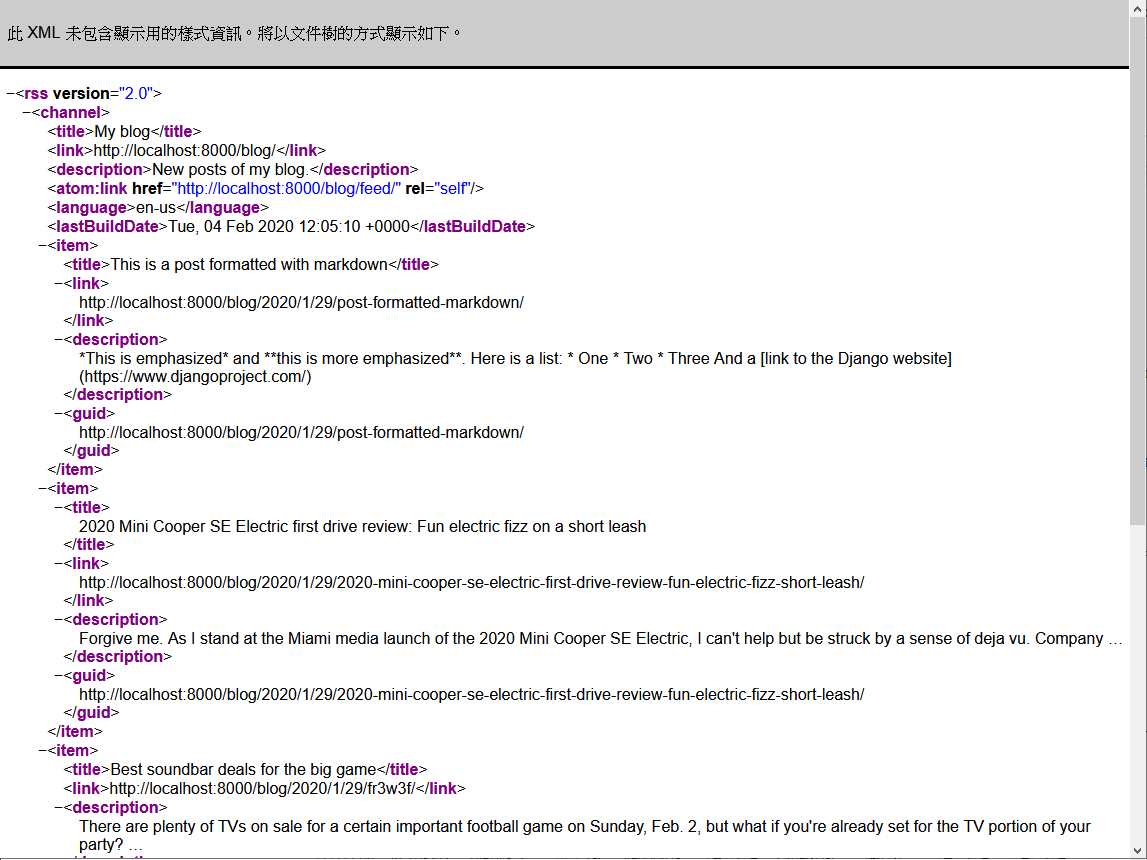 此 XML 未包含顯示用的樣式資訊。將以文件樹的方式顯示如下。
−<rss version="2.0">
−<channel>
<title>My blog</title>
<link>http://localhost:8000/blog/</link>
<description>New posts of my blog.</description>
<atom:link href="http://localhost:8000/blog/feed/" rel="self"/>
<language>en-us</language>
<lastBuildDate>Tue, 04 Feb 2020 12:05:10 +0000</lastBuildDate>
−<item>
<title>This is a post formatted with markdown</title>
−<link>
http://localhost:8000/blog/2020/1/29/post-formatted-markdown/
</link>
−<description>
*This is emphasized* and **this is more emphasized**. Here is a list: * One * Two * Three And a [link to the Django website]
(https://www.djangoproject.com/)
</description>
−<guid>
http://localhost:8000/blog/2020/1/29/post-formatted-markdown/
</guid>
</item>
−<item>
−<title>
2020 Mini Cooper SE Electric first drive review: Fun electric fizz on a short leash
</title>
−<link>
http://localhost:8000/blog/2020/1/29/2020-mini-cooper-se-electric-first-drive-review-fun-electric-fizz-short-leash/
</link>
−<description>
Forgive me. As I stand at the Miami media launch of the 2020 Mini Cooper SE Electric, I can't help but be struck by a sense of deja vu. Company …
</description>
−<guid>
http://localhost:8000/blog/2020/1/29/2020-mini-cooper-se-electric-first-drive-review-fun-electric-fizz-short-leash/
</guid>
</item>
−<item>
<title>Best soundbar deals for the big game</title>
<link>http://localhost:8000/blog/2020/1/29/fr3w3f/</link>
−<description>
There are plenty of TVs on sale for a certain important football game on Sunday, Feb. 2, but what if you're already set for the TV portion of your
party? …